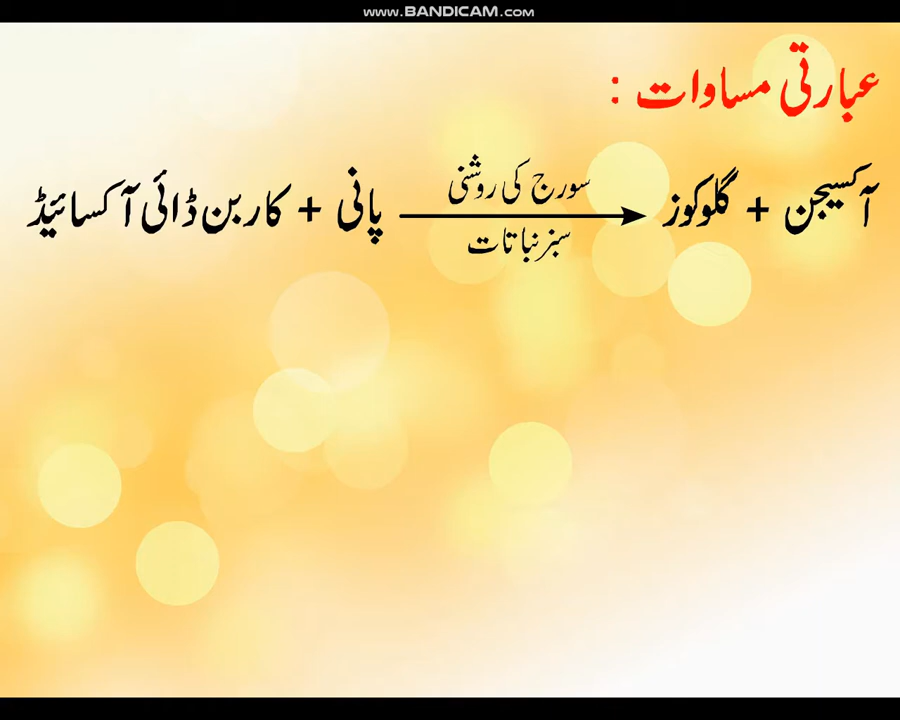 WWW.BANDICAM.COM
عبارتی مساوات :
کاربن ڈائی آکسائیڈ + پانی ⟶ گلوکوز + آکسیجن
سورج کی روشنی
سبز نباتات